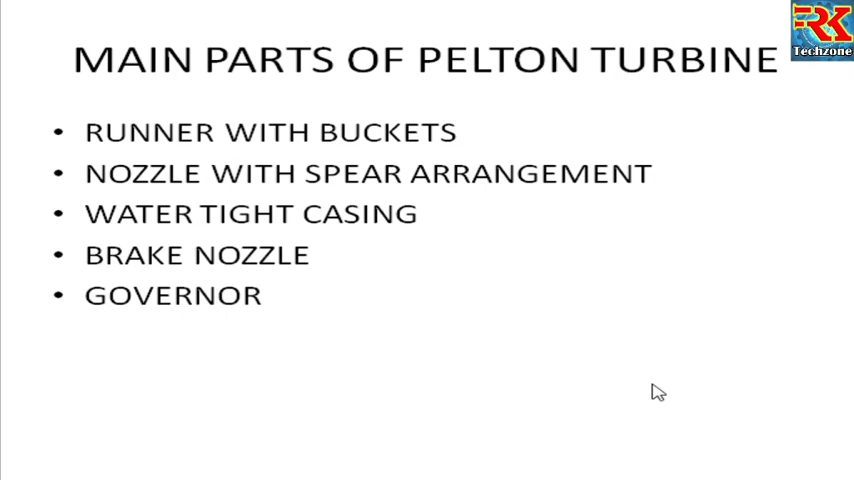 RK
Techzone
MAIN PARTS OF PELTON TURBINE
• RUNNER WITH BUCKETS
• NOZZLE WITH SPEAR ARRANGEMENT
• WATER TIGHT CASING
• BRAKE NOZZLE
• GOVERNOR